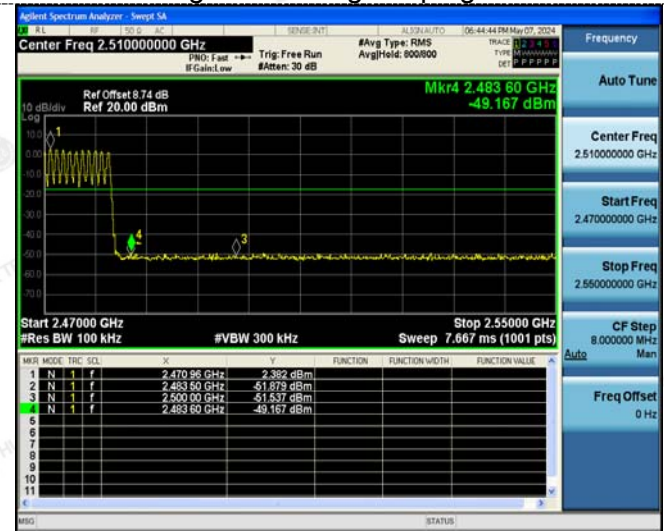 Agilent Spectrum Analyzer - Swept SA
RL RF 50 Ω AC SENSE:INT ALIGN AUTO 06:44:44 PM May 07, 2024
Center Freq 2.510000000 GHz
PNO: Fast
IFGain:Low
Trig: Free Run
#Atten: 30 dB
#Avg Type: RMS
Avg|Hold: 800/800
TRACE 1 2 3 4 5 6
TYPE
DET P P P P P P
Ref Offset 8.74 dB
Ref 20.00 dBm
10 dB/div
Log
Mkr4 2.483 60 GHz
-49.167 dBm
10.0
0.00
-10.0
-20.0
-30.0
-40.0
-50.0
-60.0
-70.0
1
4
3
Start 2.47000 GHz
Stop 2.55000 GHz
#Res BW 100 kHz
#VBW 300 kHz
Sweep 7.667 ms (1001 pts)
MKR MODE TRC SCL X Y FUNCTION FUNCTION WIDTH FUNCTION VALUE
1 N 1 f 2.470 96 GHz 2.382 dBm
2 N 1 f 2.483 50 GHz -51.879 dBm
3 N 1 f 2.500 00 GHz -51.537 dBm
4 N 1 f 2.483 60 GHz -49.167 dBm
5
6
7
8
9
10
11
MSG
STATUS
Frequency
Auto Tune
Center Freq
2.510000000 GHz
Start Freq
2.470000000 GHz
Stop Freq
2.550000000 GHz
CF Step
8.000000 MHz
Auto Man
Freq Offset
0 Hz